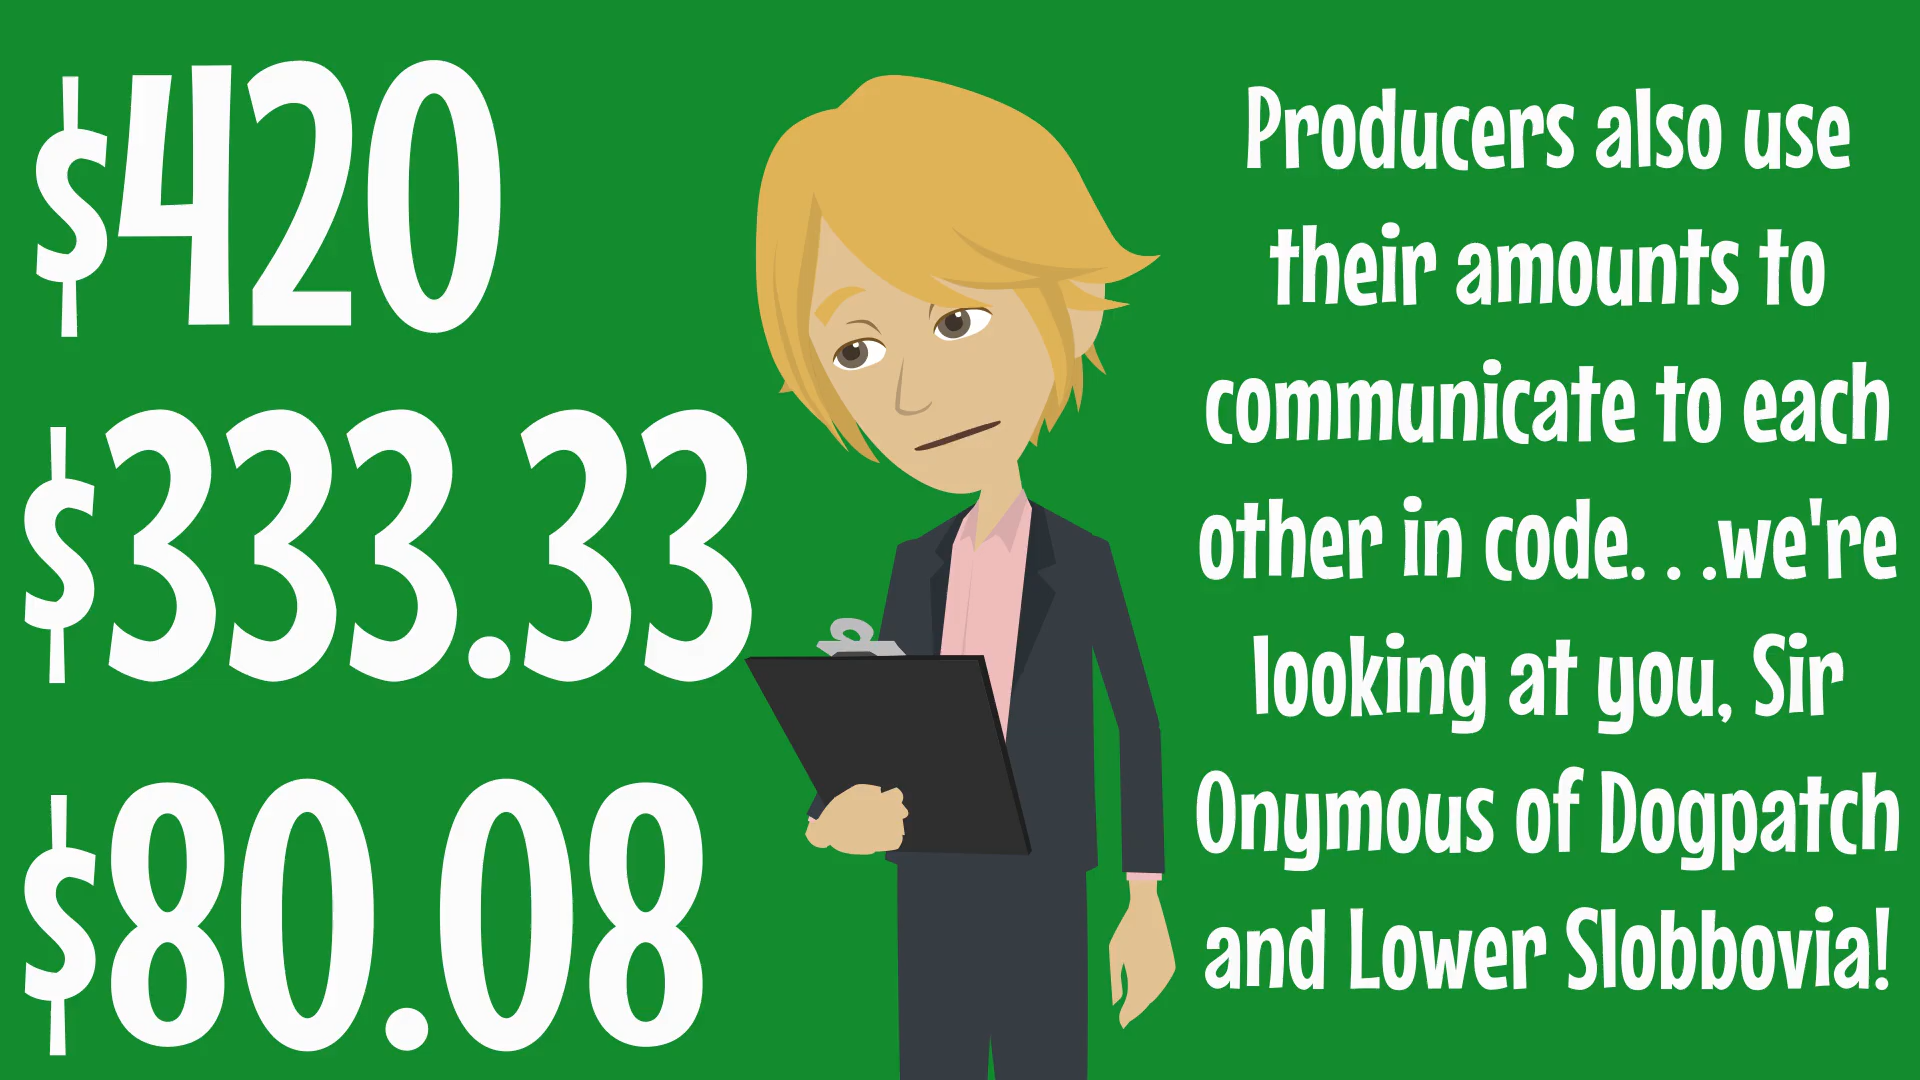 $420
$333.33
$80.08
Producers also use
their amounts to
communicate to each
other in code. . .we're
looking at you, Sir
Onymous of Dogpatch
and Lower Slobbovia!